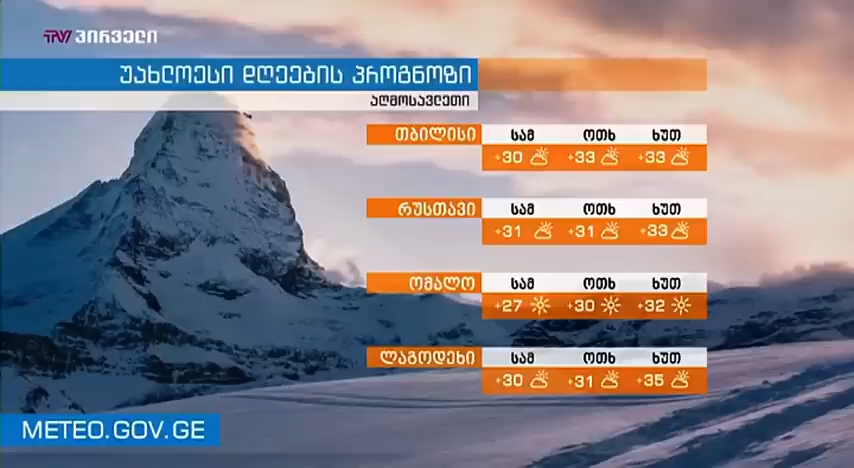 TV პირველი
უახლოესი დღეების პროგნოზი
აღმოსავლეთი
თბილისი სამ ოთხ ხუთ
+30 +33 +33
რუსთავი სამ ოთხ ხუთ
+31 +31 +33
ომალო სამ ოთხ ხუთ
+27 +30 +32
ლაგოდეხი სამ ოთხ ხუთ
+30 +31 +35
METEO.GOV.GE